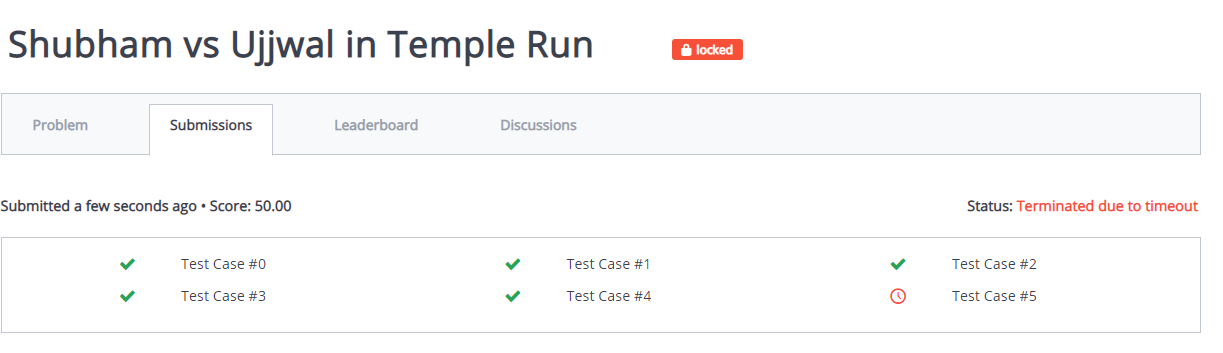 Shubham vs Ujjwal in Temple Run locked
Problem Submissions Leaderboard Discussions
Submitted a few seconds ago • Score: 50.00 Status: Terminated due to timeout
Test Case #0 Test Case #1 Test Case #2
Test Case #3 Test Case #4 Test Case #5